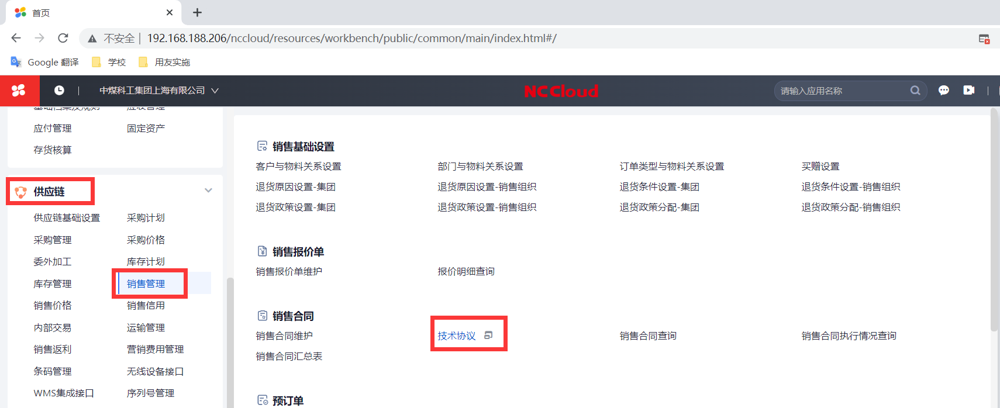 首页
不安全 | 192.168.188.206/nccloud/resources/workbench/public/common/main/index.html#/
Google 翻译 学校 用友实施
中煤科工集团上海有限公司
NC Cloud
请输入应用名称
基础档案及规则 应收管理
应付管理 固定资产
存货核算
供应链
供应链基础设置 采购计划
采购管理 采购价格
委外加工 库存计划
库存管理 销售管理
销售价格 销售信用
内部交易 运输管理
销售返利 营销费用管理
条码管理 无线设备接口
WMS集成接口 序列号管理
销售基础设置
客户与物料关系设置 部门与物料关系设置 订单类型与物料关系设置 买赠设置
退货原因设置-集团 退货原因设置-销售组织 退货条件设置-集团 退货条件设置-销售组织
退货政策设置-集团 退货政策设置-销售组织 退货政策分配-集团 退货政策分配-销售组织
销售报价单
销售报价单维护 报价明细查询
销售合同
销售合同维护 技术协议 销售合同查询 销售合同执行情况查询
销售合同汇总表
预订单